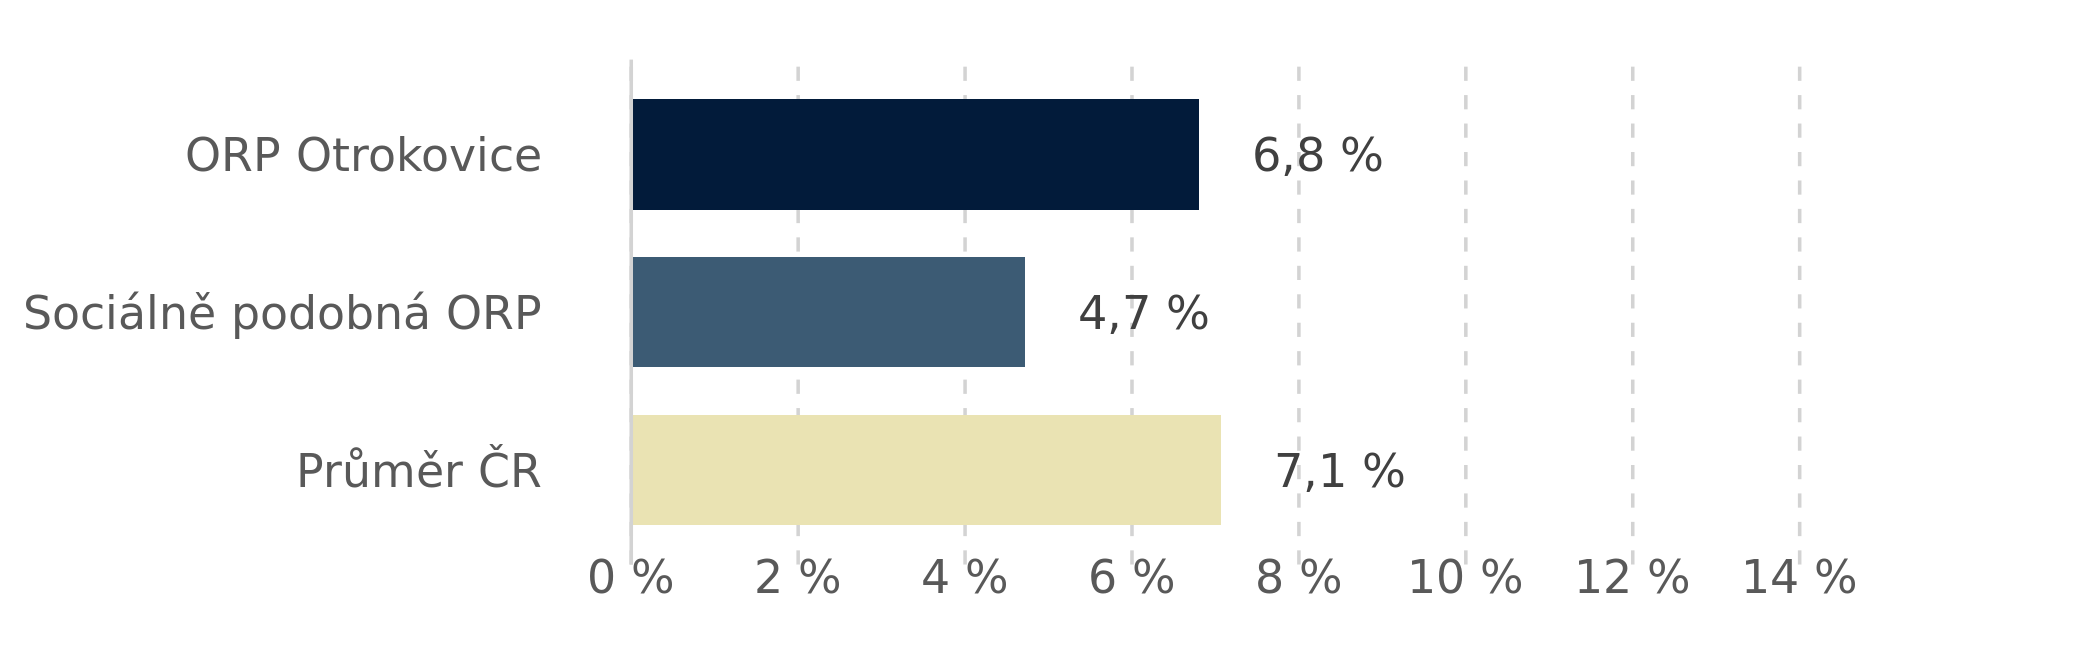 ORP Otrokovice
6,8 %
Sociálně podobná ORP
4,7 %
Průměr ČR
7,1 %
0 % 2 % 4 % 6 % 8 % 10 % 12 % 14 %